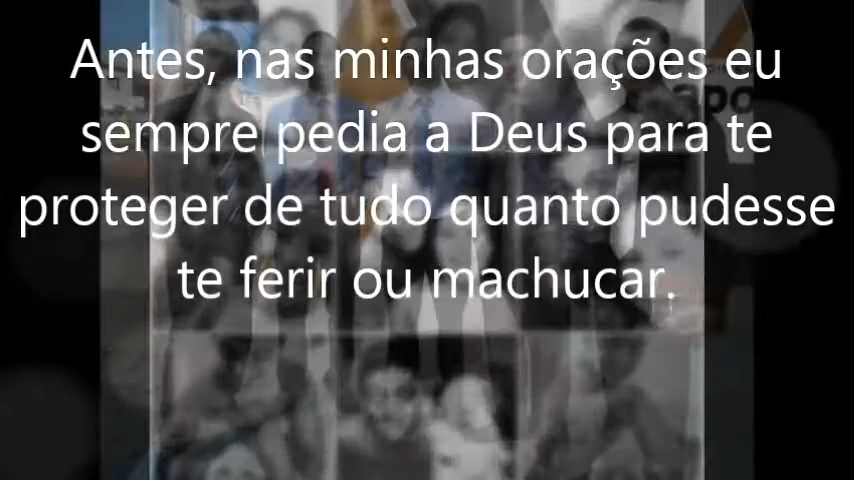 Antes, nas minhas orações eu
sempre pedia a Deus para te
proteger de tudo quanto pudesse
te ferir ou machucar.